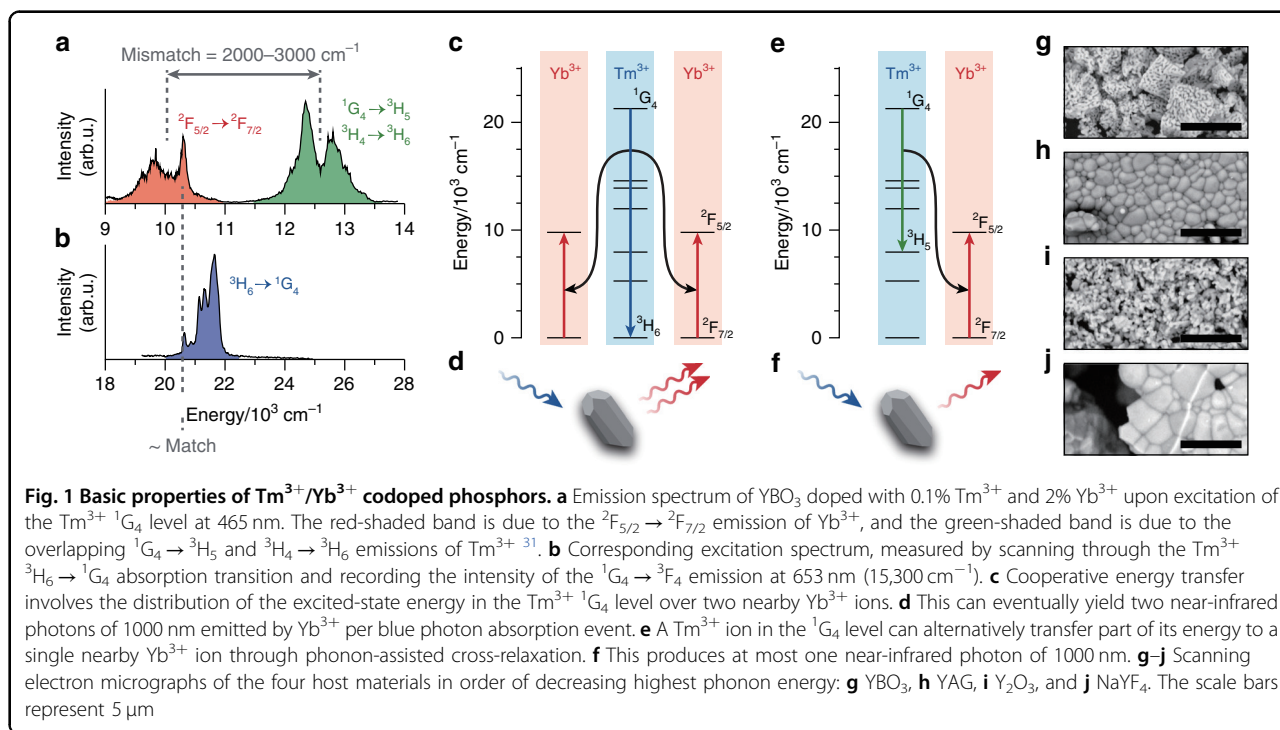 a
Mismatch = 2000–3000 cm⁻¹
²F₅/₂ → ²F₇/₂
¹G₄ → ³H₅
³H₄ → ³H₆
Intensity
(arb.u.)
9 10 11 12 13 14
b
³H₆ → ¹G₄
Intensity
(arb.u.)
18 20 22 24 26 28
Energy/10³ cm⁻¹
~ Match
c
Yb³⁺ Tm³⁺ Yb³⁺
¹G₄
20
10
0
Energy/10³ cm⁻¹
²F₅/₂
³H₆
²F₇/₂
d
e
Tm³⁺ Yb³⁺
¹G₄
20
10
0
Energy/10³ cm⁻¹
²F₅/₂
³H₅
²F₇/₂
f
g
h
i
j
Fig. 1 Basic properties of Tm³⁺/Yb³⁺ codoped phosphors. a Emission spectrum of YBO₃ doped with 0.1% Tm³⁺ and 2% Yb³⁺ upon excitation of
the Tm³⁺ ¹G₄ level at 465 nm. The red-shaded band is due to the ²F₅/₂ → ²F₇/₂ emission of Yb³⁺, and the green-shaded band is due to the
overlapping ¹G₄ → ³H₅ and ³H₄ → ³H₆ emissions of Tm³⁺ ³¹. b Corresponding excitation spectrum, measured by scanning through the Tm³⁺
³H₆ → ¹G₄ absorption transition and recording the intensity of the ¹G₄ → ³F₄ emission at 653 nm (15,300 cm⁻¹). c Cooperative energy transfer
involves the distribution of the excited-state energy in the Tm³⁺ ¹G₄ level over two nearby Yb³⁺ ions. d This can eventually yield two near-infrared
photons of 1000 nm emitted by Yb³⁺ per blue photon absorption event. e A Tm³⁺ ion in the ¹G₄ level can alternatively transfer part of its energy to a
single nearby Yb³⁺ ion through phonon-assisted cross-relaxation. f This produces at most one near-infrared photon of 1000 nm. g–j Scanning
electron micrographs of the four host materials in order of decreasing highest phonon energy: g YBO₃, h YAG, i Y₂O₃, and j NaYF₄. The scale bars
represent 5 μm